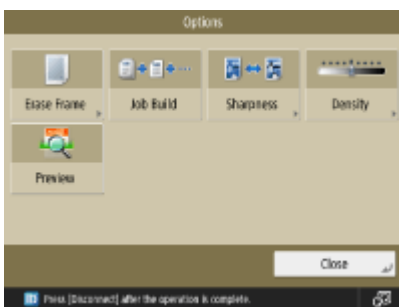 Options
Erase Frame
Job Build
Sharpness
Density
Preview
Close
Press [Disconnect] after the operation is complete.